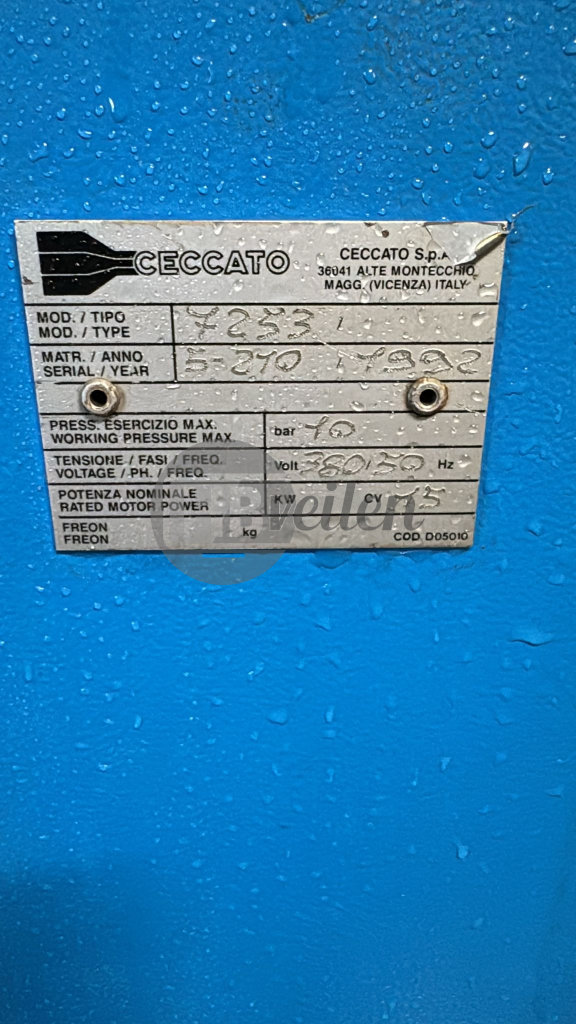 CECCATO
CECCATO S.p.A
36041 ALTE MONTECCHIO
MAGG. (VICENZA) ITALY
MOD. / TIPO
MOD. / TYPE
7253
MATR. / ANNO
SERIAL / YEAR
5-210 / 1992
PRESS. ESERCIZIO MAX.
WORKING PRESSURE MAX.
bar 10
TENSIONE / FASI / FREQ.
VOLTAGE / PH. / FREQ.
Volt 380/50 Hz
POTENZA NOMINALE
RATED MOTOR POWER
KW
CV
veilen
FREON
FREON
kg
COD. D05010